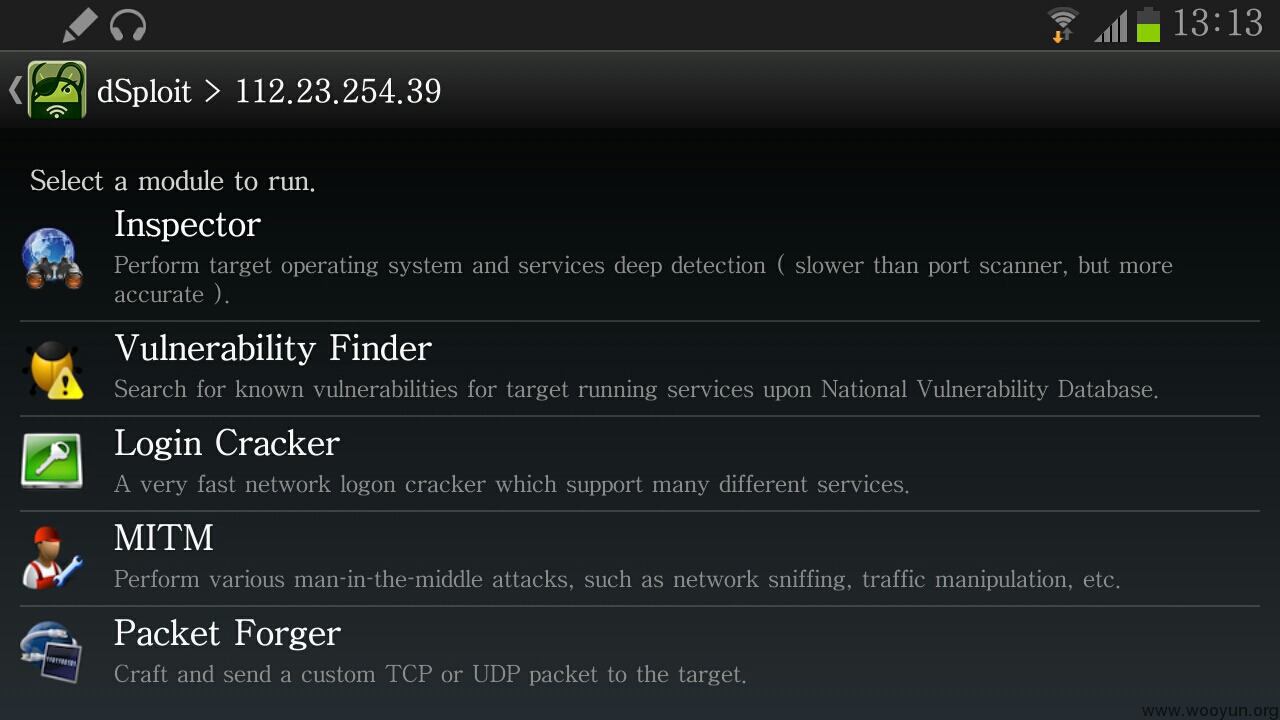 13:13
dSploit > 112.23.254.39
Select a module to run.
Inspector
Perform target operating system and services deep detection ( slower than port scanner, but more
accurate ).
Vulnerability Finder
Search for known vulnerabilities for target running services upon National Vulnerability Database.
Login Cracker
A very fast network logon cracker which support many different services.
MITM
Perform various man-in-the-middle attacks, such as network sniffing, traffic manipulation, etc.
Packet Forger
Craft and send a custom TCP or UDP packet to the target.
www.wooyun.org